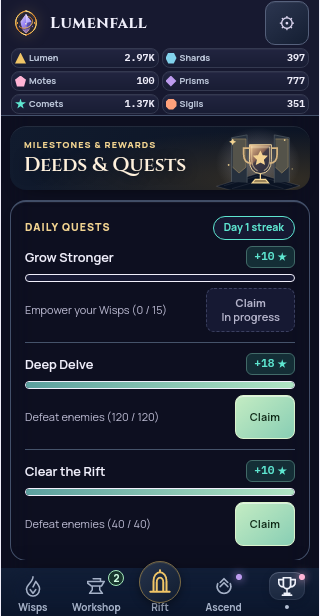 LUMENFALL
Lumen 2.97K
Shards 397
Motes 100
Prisms 777
Comets 1.37K
Sigils 351
MILESTONES & REWARDS
DEEDS & QUESTS
DAILY QUESTS
Day 1 streak
Grow Stronger
+10 ★
Empower your Wisps (0 / 15)
Claim
In progress
Deep Delve
+18 ★
Defeat enemies (120 / 120)
Claim
Clear the Rift
+10 ★
Defeat enemies (40 / 40)
Claim
Wisps
2
Workshop
Rift
Ascend